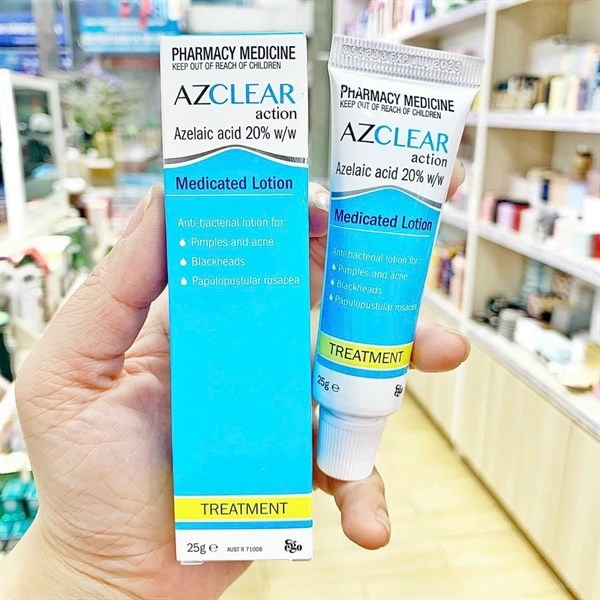 PHARMACY MEDICINE
KEEP OUT OF REACH OF CHILDREN
AZCLEAR
action
Azelaic acid 20% w/w
Medicated Lotion
Anti-bacterial lotion for:
Pimples and acne
Blackheads
Papulopustular rosacea
TREATMENT
25g e
AUST R 71008
ego
EXP
PHARMACY MEDICINE
KEEP OUT OF REACH OF CHILDREN
AZCLEAR
action
Azelaic acid 20% w/w
Medicated Lotion
Anti-bacterial lotion for:
Pimples and acne
Blackheads
Papulopustular rosacea
TREATMENT
25g e
ego